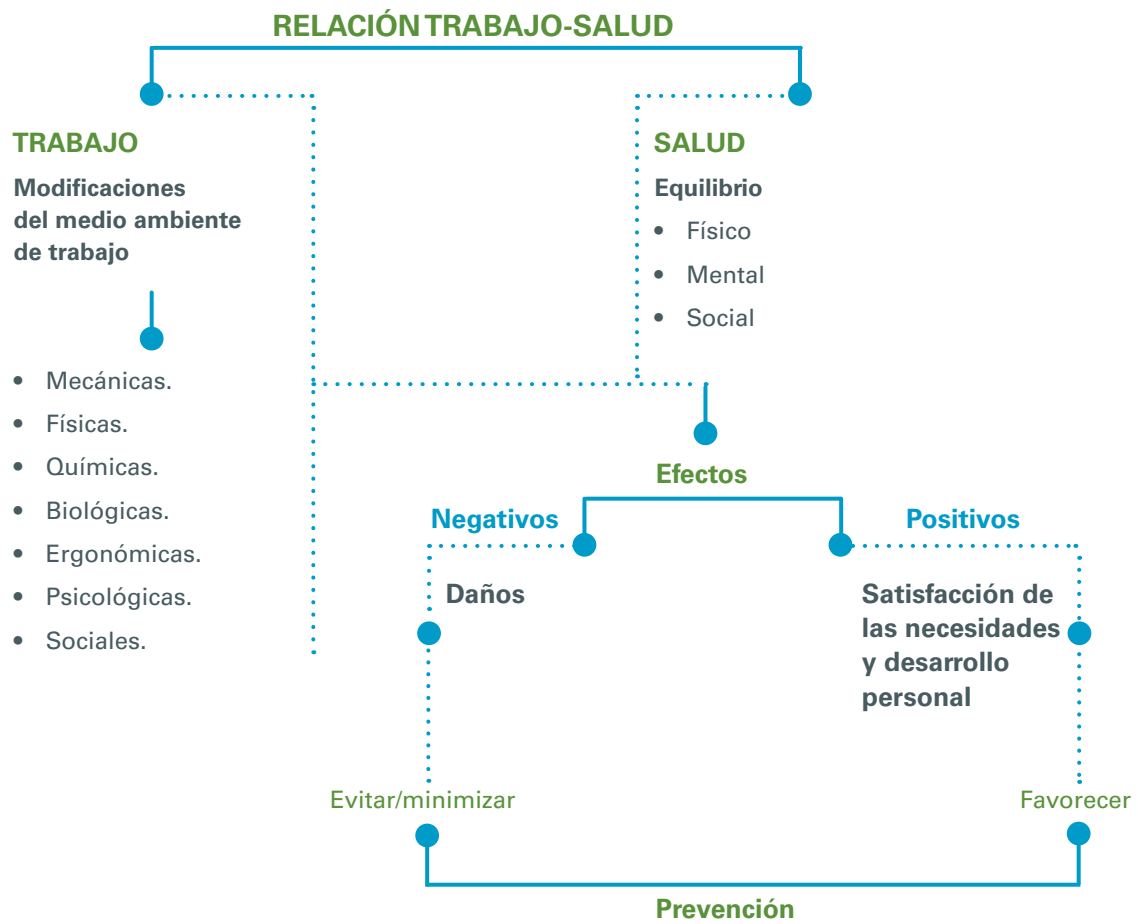 RELACIÓN TRABAJO-SALUD
TRABAJO
Modificaciones
del medio ambiente
de trabajo
• Mecánicas.
• Físicas.
• Químicas.
• Biológicas.
• Ergonómicas.
• Psicológicas.
• Sociales.
SALUD
Equilibrio
• Físico
• Mental
• Social
Efectos
Negativos
Daños
Positivos
Satisfacción de
las necesidades
y desarrollo
personal
Evitar/minimizar
Favorecer
Prevención